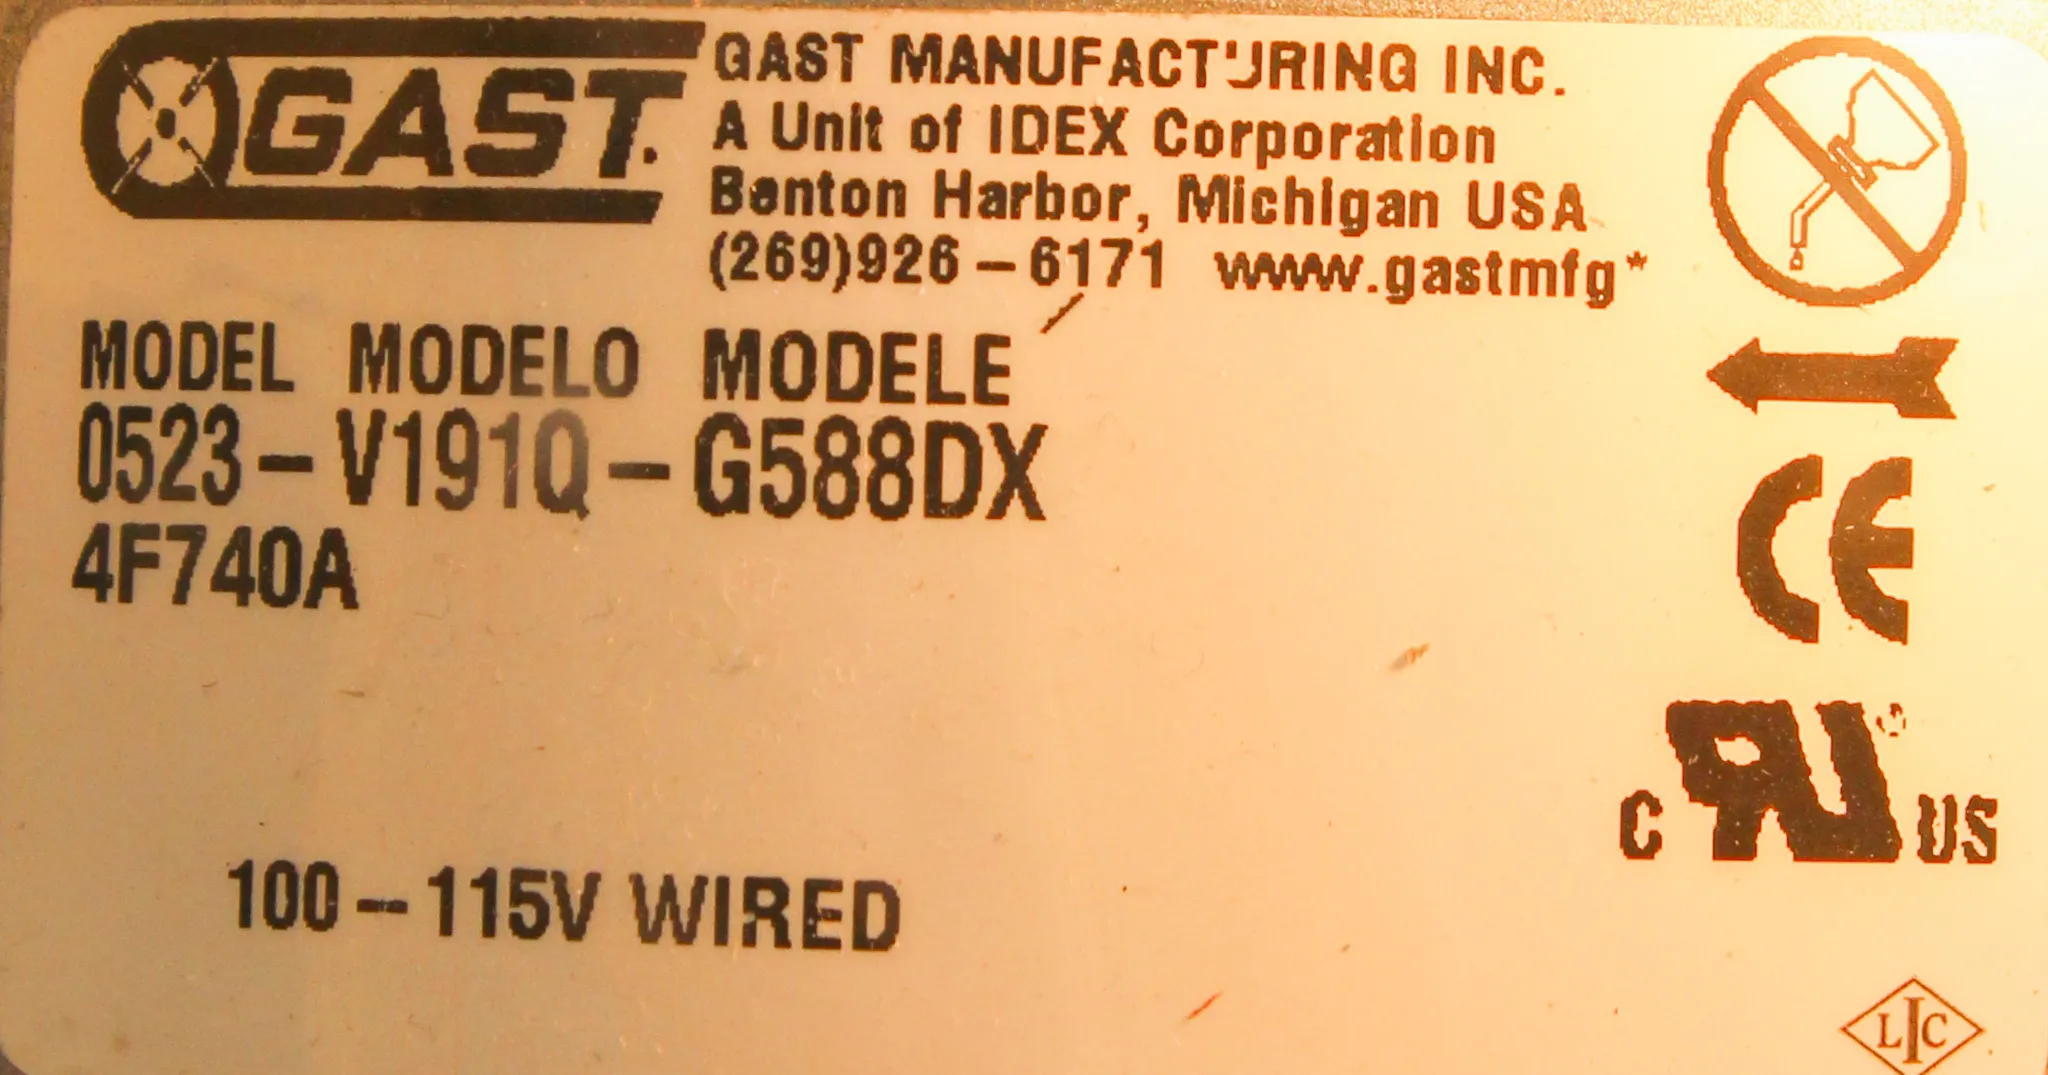 GAST.
GAST MANUFACTURING INC.
A Unit of IDEX Corporation
Benton Harbor, Michigan USA
(269)926-6171 www.gastmfg*
MODEL MODELO MODELE
0523-V191Q-G588DX
4F740A
CE
C RU US
100-115V WIRED
LIC